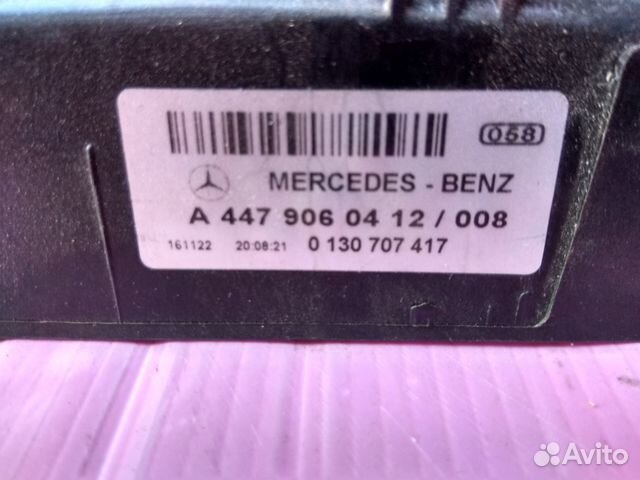 058
MERCEDES - BENZ
A 447 906 04 12 / 008
161122 20:08:21 0 130 707 417
Avito